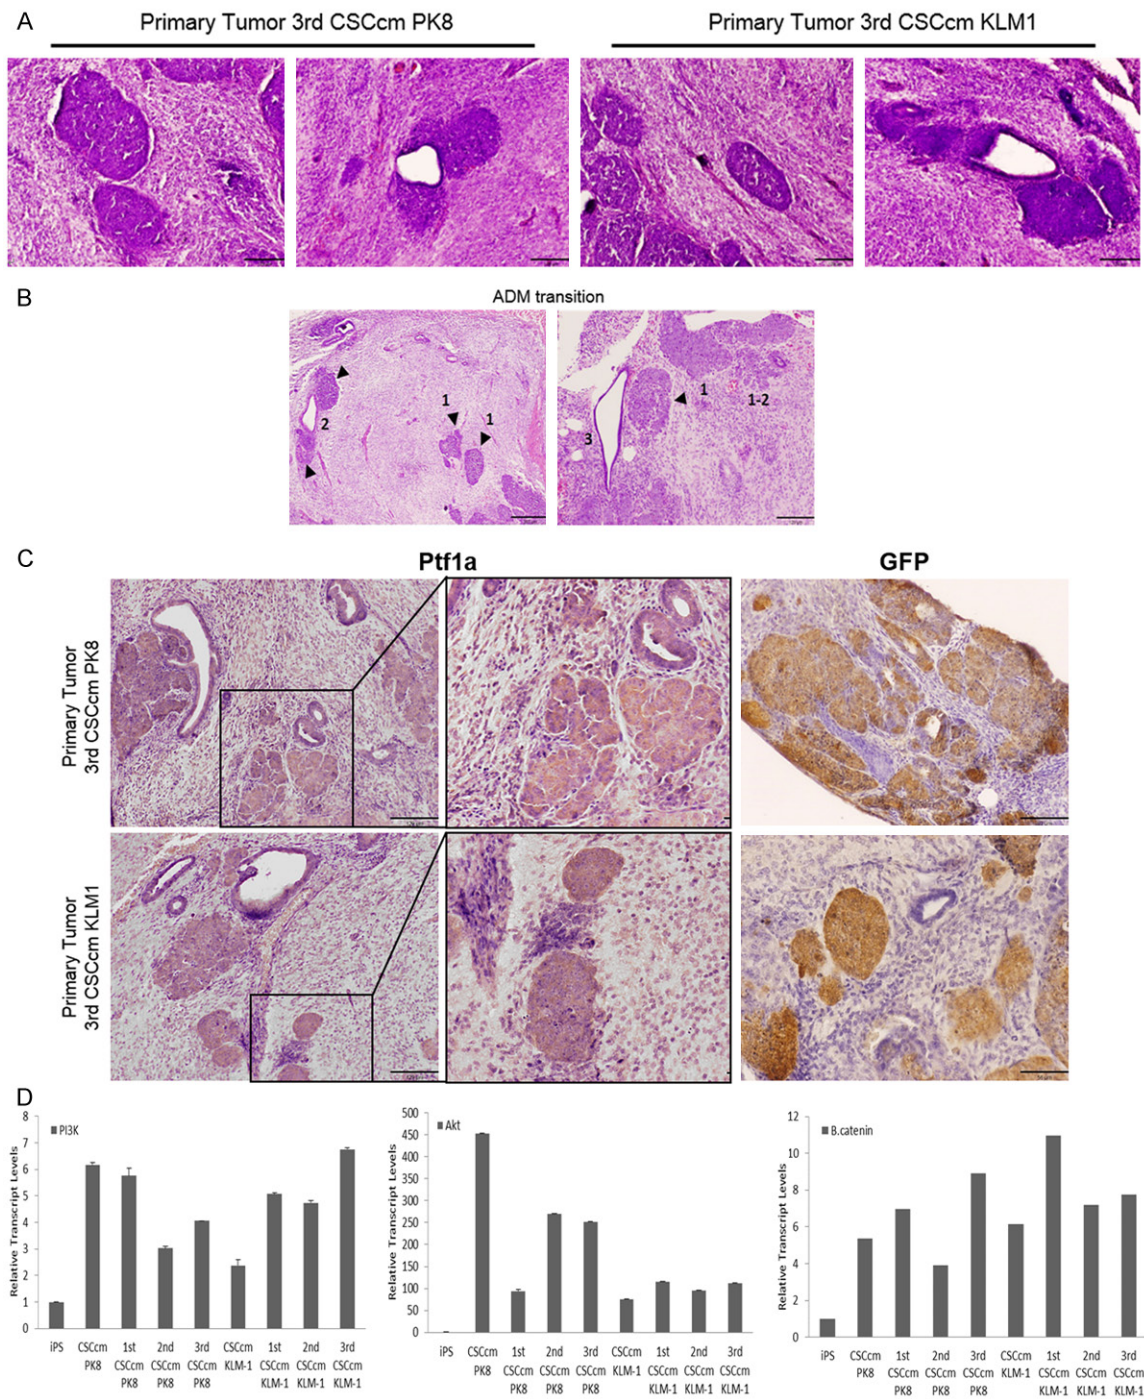 A
Primary Tumor 3rd CSCcm PK8
Primary Tumor 3rd CSCcm KLM1
B
ADM transition
2
1
1
3
1
1-2
C
Ptf1a
GFP
Primary Tumor
3rd CSCcm PK8
Primary Tumor
3rd CSCcm KLM1
D
Relative Transcript Levels
8
7
6
5
4
3
2
1
0
PI3K
iPS
CSCcm
PK8
1st
CSCcm
PK8
2nd
CSCcm
PK8
3rd
CSCcm
PK8
CSCcm
KLM-1
1st
CSCcm
KLM-1
2nd
CSCcm
KLM-1
3rd
CSCcm
KLM-1
Relative Transcript Levels
500
450
400
350
300
250
200
150
100
50
0
Akt
iPS
CSCcm
PK8
1st
CSCcm
PK8
2nd
CSCcm
PK8
3rd
CSCcm
PK8
CSCcm
KLM-1
1st
CSCcm
KLM-1
2nd
CSCcm
KLM-1
3rd
CSCcm
KLM-1
Relative Transcript Levels
12
10
8
6
4
2
0
B.catenin
iPS
CSCcm
PK8
1st
CSCcm
PK8
2nd
CSCcm
PK8
3rd
CSCcm
PK8
CSCcm
KLM-1
1st
CSCcm
KLM-1
2nd
CSCcm
KLM-1
3rd
CSCcm
KLM-1